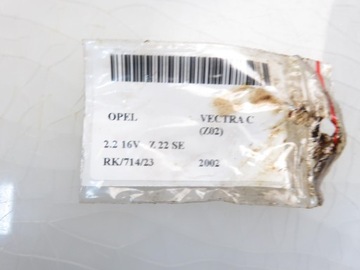 OPEL VECTRA C
(Z02)
2.2 16V Z 22 SE
RK/714/23 2002